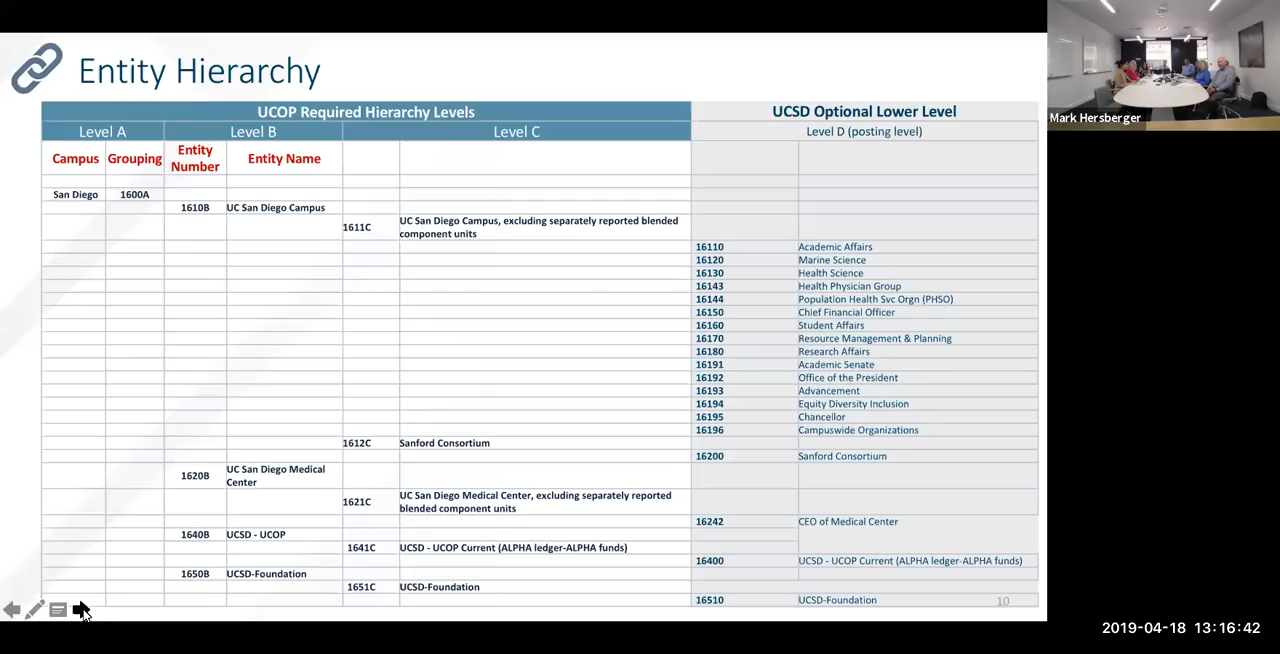 Entity Hierarchy
UCOP Required Hierarchy Levels
UCSD Optional Lower Level
Level A
Level B
Level C
Level D (posting level)
Campus
Grouping
Entity
Number
Entity Name
San Diego
1600A
1610B
UC San Diego Campus
1611C
UC San Diego Campus, excluding separately reported blended
component units
16110
Academic Affairs
16120
Marine Science
16130
Health Science
16143
Health Physician Group
16144
Population Health Svc Orgn (PHSO)
16150
Chief Financial Officer
16160
Student Affairs
16170
Resource Management & Planning
16180
Research Affairs
16191
Academic Senate
16192
Office of the President
16193
Advancement
16194
Equity Diversity Inclusion
16195
Chancellor
16196
Campuswide Organizations
1612C
Sanford Consortium
16200
Sanford Consortium
1620B
UC San Diego Medical
Center
1621C
UC San Diego Medical Center, excluding separately reported
blended component units
16242
CEO of Medical Center
1640B
UCSD - UCOP
1641C
UCSD - UCOP Current (ALPHA ledger-ALPHA funds)
16400
UCSD - UCOP Current (ALPHA ledger-ALPHA funds)
1650B
UCSD-Foundation
1651C
UCSD-Foundation
16510
UCSD-Foundation
10
Mark Hersberger
2019-04-18 13:16:42